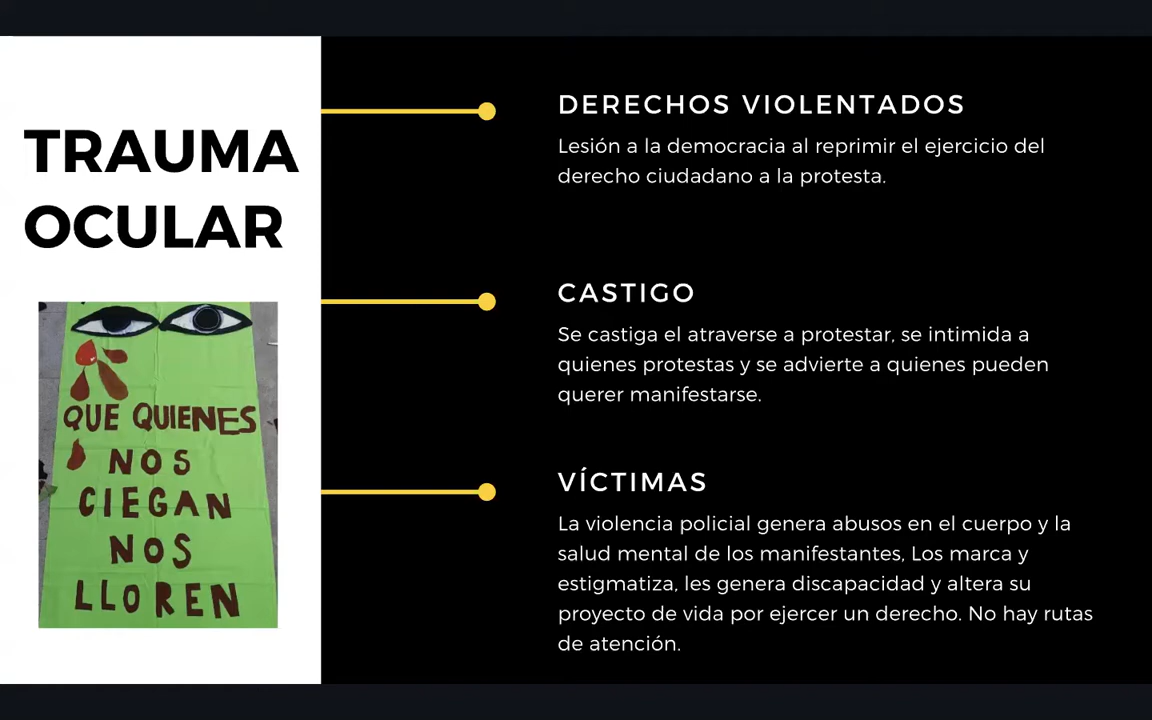 TRAUMA
OCULAR
QUE QUIENES
NOS
CIEGAN
NOS
LLOREN
DERECHOS VIOLENTADOS
Lesión a la democracia al reprimir el ejercicio del
derecho ciudadano a la protesta.
CASTIGO
Se castiga el atraverse a protestar, se intimida a
quienes protestas y se advierte a quienes pueden
querer manifestarse.
VÍCTIMAS
La violencia policial genera abusos en el cuerpo y la
salud mental de los manifestantes, Los marca y
estigmatiza, les genera discapacidad y altera su
proyecto de vida por ejercer un derecho. No hay rutas
de atención.